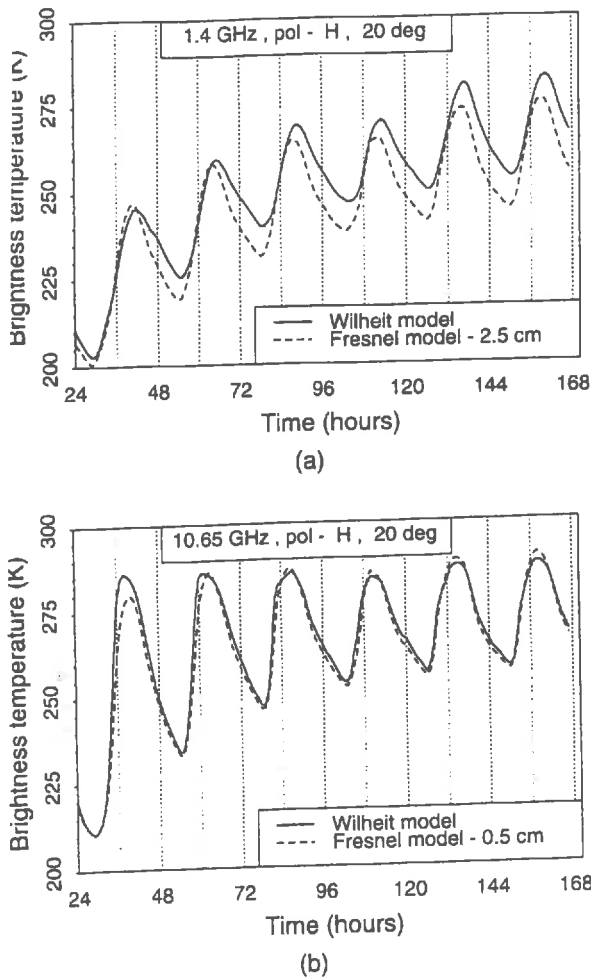 1.4 GHz , pol - H , 20 deg
Brightness temperature (K)
300
275
250
225
200
Wilheit model
Fresnel model - 2.5 cm
24 48 72 96 120 144 168
Time (hours)
(a)
10.65 GHz , pol - H , 20 deg
Brightness temperature (K)
300
275
250
225
200
Wilheit model
Fresnel model - 0.5 cm
24 48 72 96 120 144 168
Time (hours)
(b)